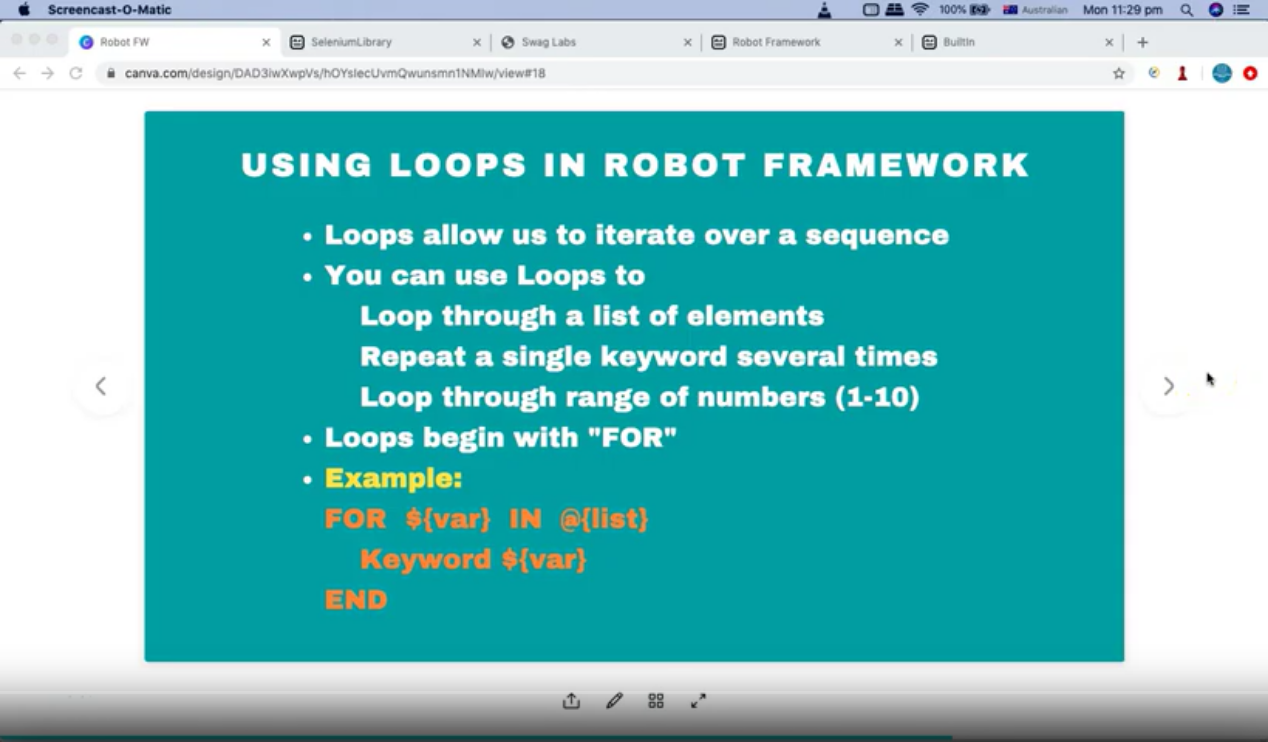 Screencast-O-Matic
100%
Australian
Mon 11:29 pm
Robot FW
SeleniumLibrary
Swag Labs
Robot Framework
BuiltIn
canva.com/design/DAD3iwXwpVs/hOYsIecUvmQwunsmn1NMIw/view#18
USING LOOPS IN ROBOT FRAMEWORK
• Loops allow us to iterate over a sequence
• You can use Loops to
Loop through a list of elements
Repeat a single keyword several times
Loop through range of numbers (1-10)
• Loops begin with "FOR"
• Example:
FOR ${var} IN @{list}
Keyword ${var}
END